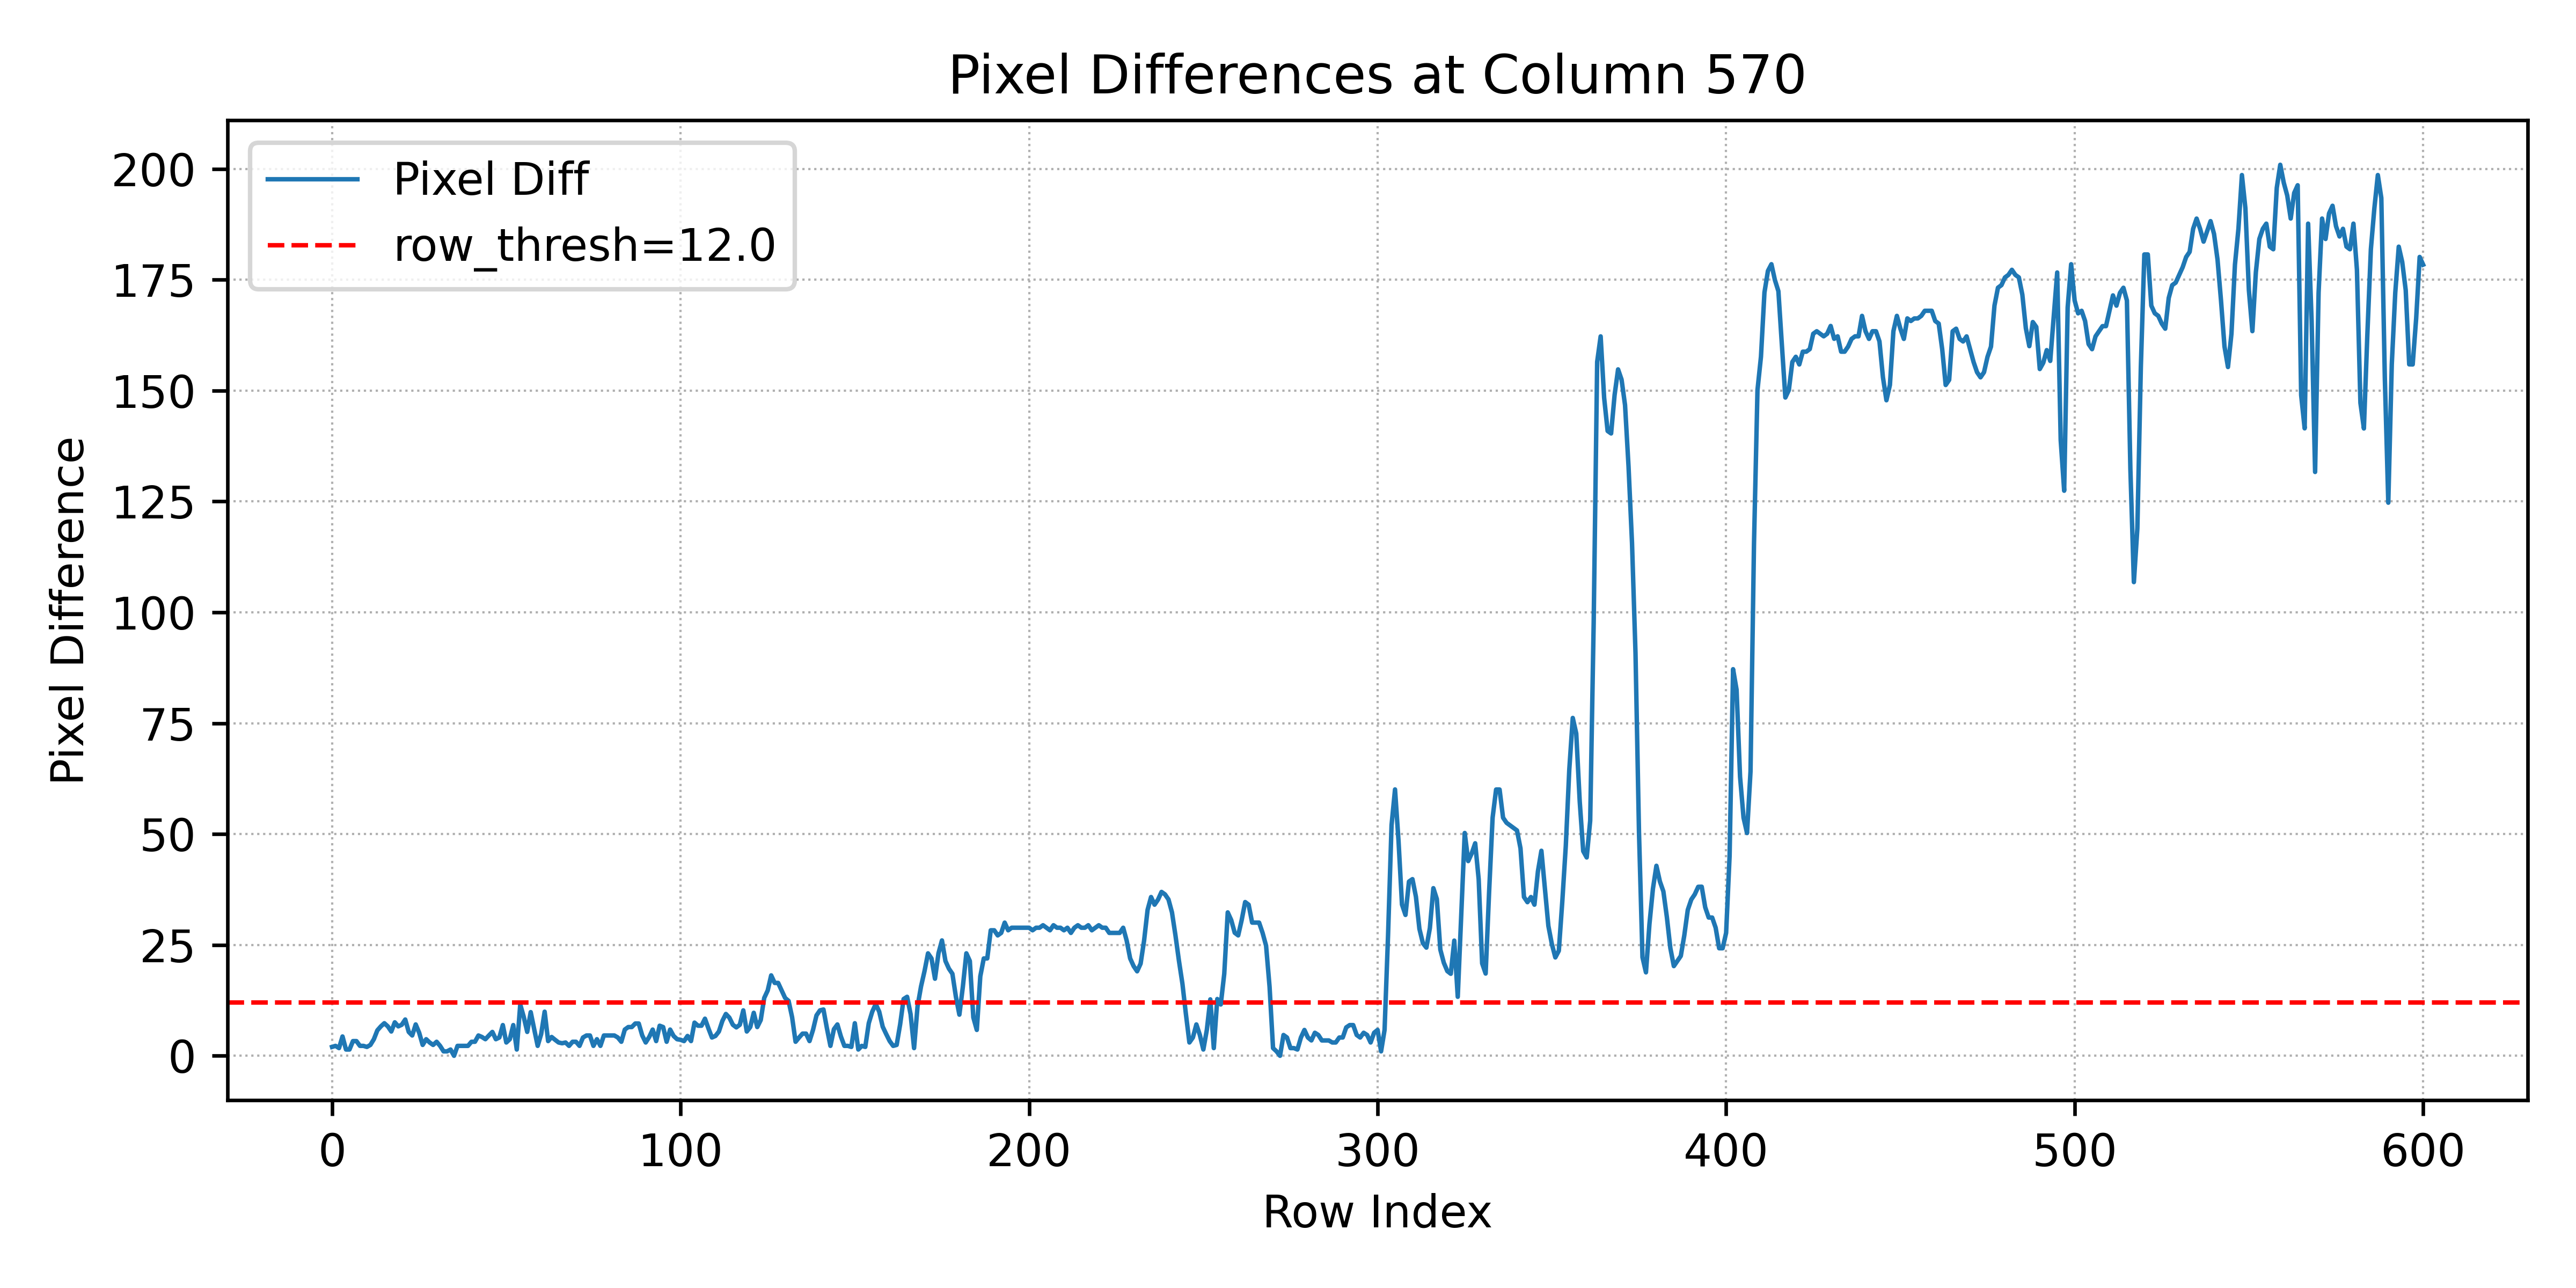 Pixel Differences at Column 570
Pixel Diff
row_thresh=12.0
200
175
150
125
100
75
50
25
0
Pixel Difference
0 100 200 300 400 500 600
Row Index